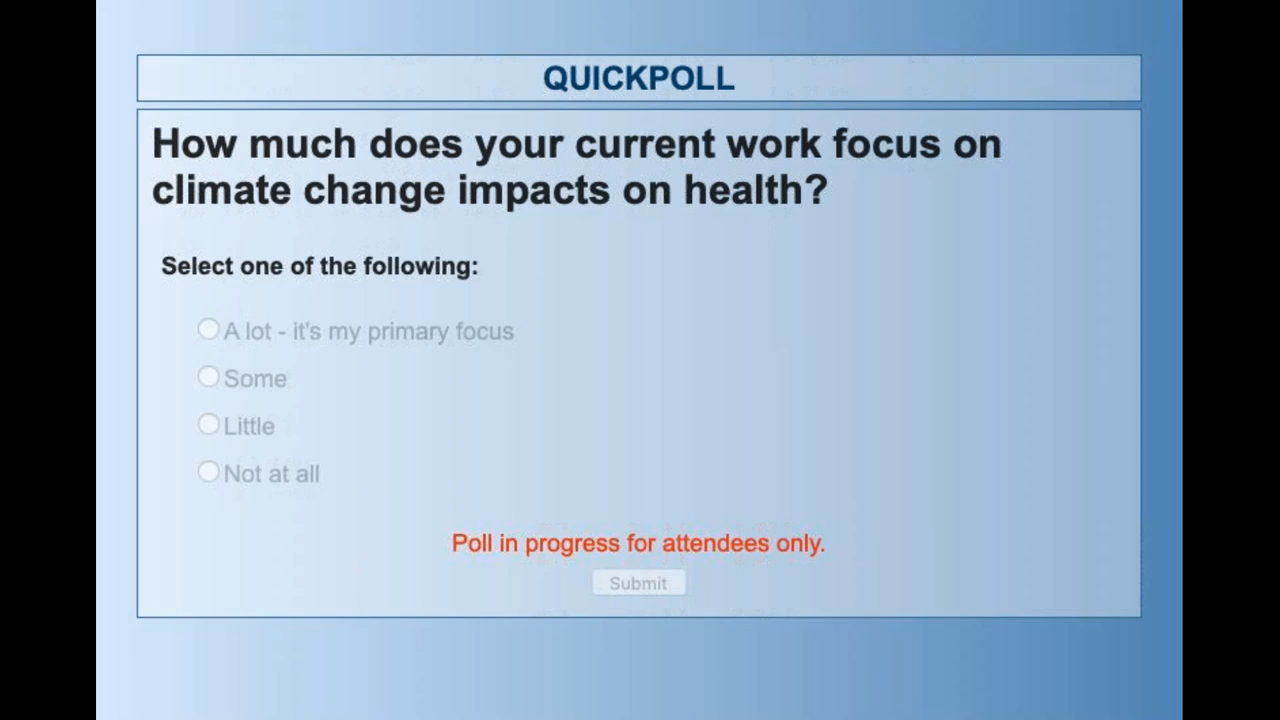 QUICKPOLL
How much does your current work focus on
climate change impacts on health?
Select one of the following:
A lot - it's my primary focus
Some
Little
Not at all
Poll in progress for attendees only.
Submit